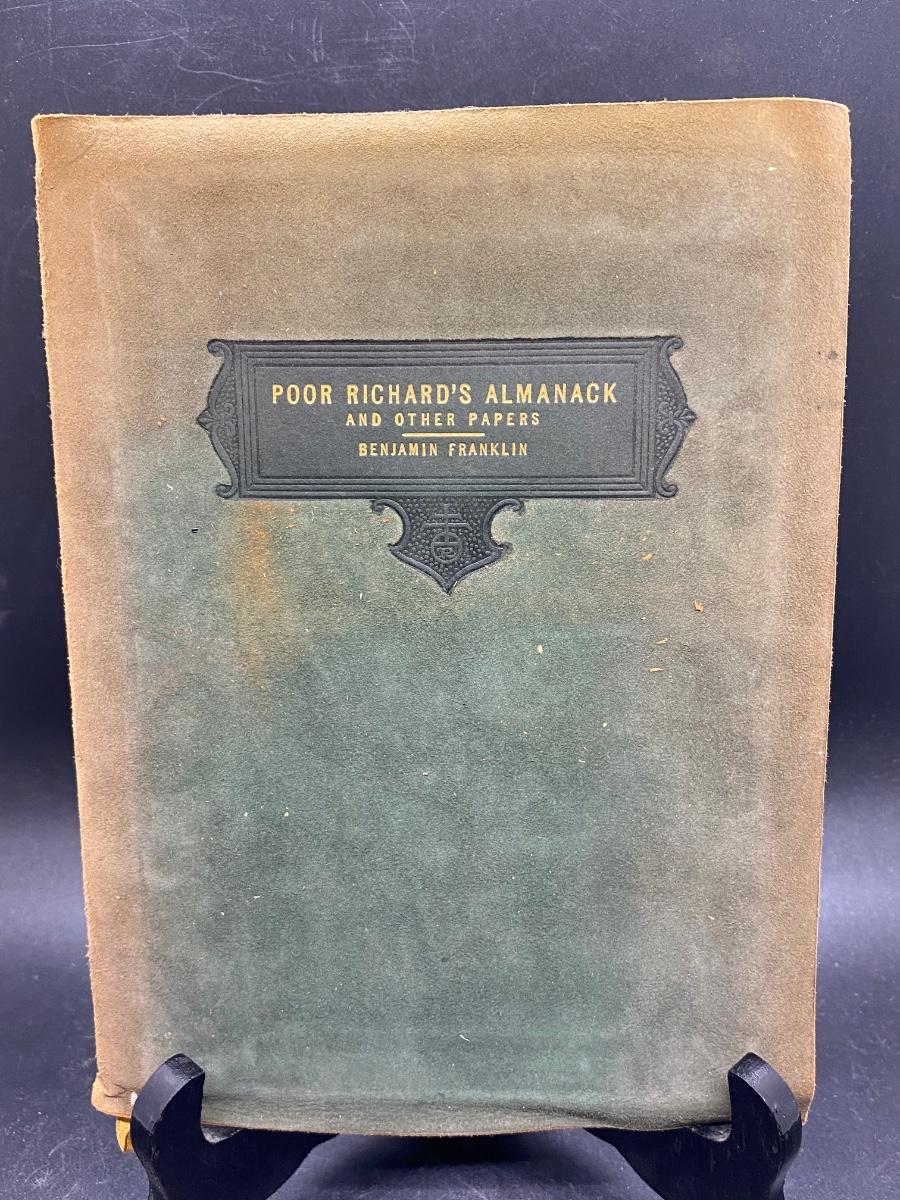 POOR RICHARD'S ALMANACK
AND OTHER PAPERS
BENJAMIN FRANKLIN